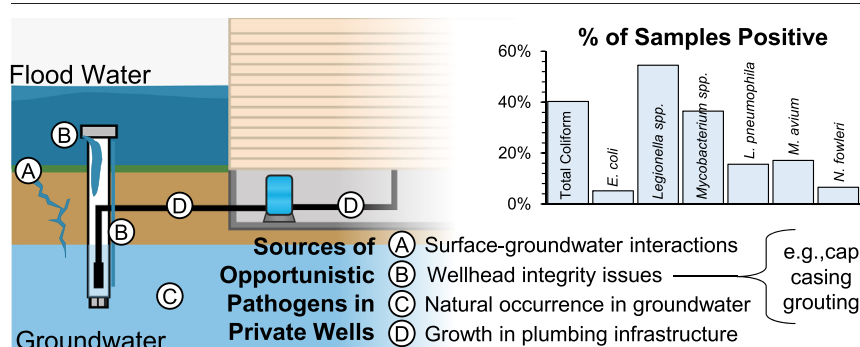 % of Samples Positive
60%
40%
20%
0%
Total Coliform
E. coli
Legionella spp.
Mycobacterium spp.
L. pneumophila
M. avium
N. fowleri
Flood Water
B
A
D
D
B
C
Groundwater
Sources of
Opportunistic
Pathogens in
Private Wells
A Surface-groundwater interactions
B Wellhead integrity issues
C Natural occurrence in groundwater
D Growth in plumbing infrastructure
e.g.,cap
casing
grouting